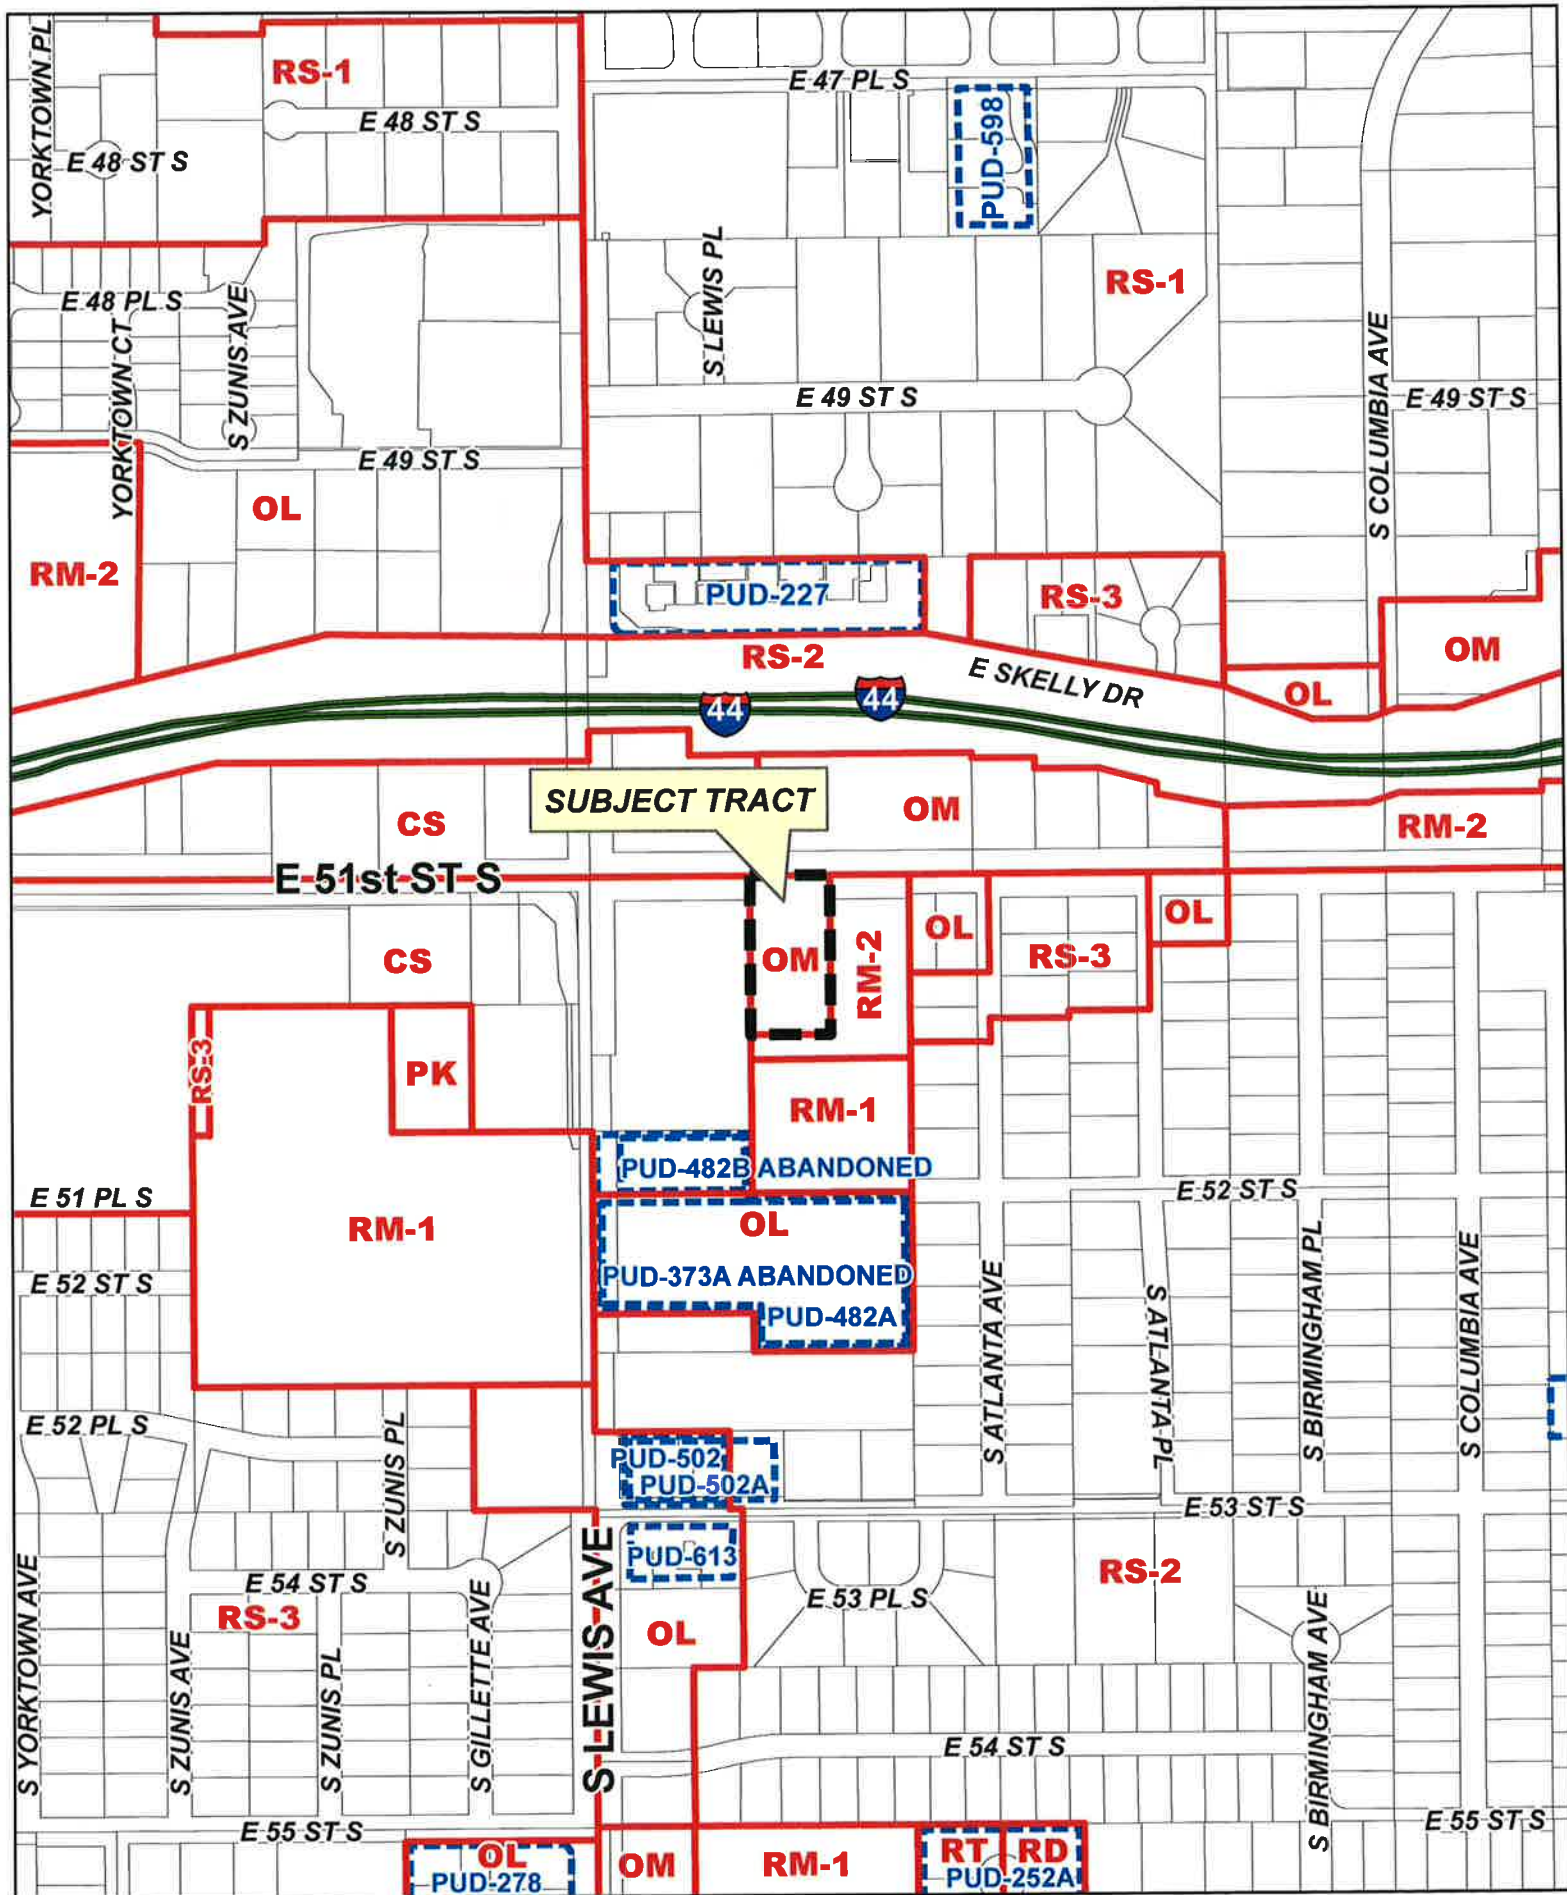 YORKTOWN PL
RS-1
E 47 PL S
E 48 ST S
PUD-598
E 48 ST S
S LEWIS PL
RS-1
E 48 PL S
S ZUNIS AVE
YORKTOWN CT
S COLUMBIA AVE
E 49 ST S
E 49 ST S
E 49 ST S
OL
RM-2
PUD-227
RS-3
OM
RS-2
E SKELLY DR
OL
44
44
SUBJECT TRACT
CS
OM
RM-2
E 51st ST S
OL
OL
CS
OM
RM-2
RS-3
RS-3
PK
RM-1
PUD-482B ABANDONED
E 51 PL S
E 52 ST S
RM-1
OL
E 52 ST S
PUD-373A ABANDONED
PUD-482A
S ATLANTA AVE
S ATLANTA PL
S BIRMINGHAM PL
S COLUMBIA AVE
E 52 PL S
S ZUNIS PL
PUD-502
PUD-502A
E 53 ST S
PUD-613
RS-2
E 54 ST S
E 53 PL S
RS-3
OL
S YORKTOWN AVE
S ZUNIS AVE
S ZUNIS PL
S GILLETTE AVE
S LEWIS AVE
S BIRMINGHAM AVE
E 54 ST S
E 55 ST S
E 55 ST S
OL
PUD-278
OM
RM-1
RT
RD
PUD-252A